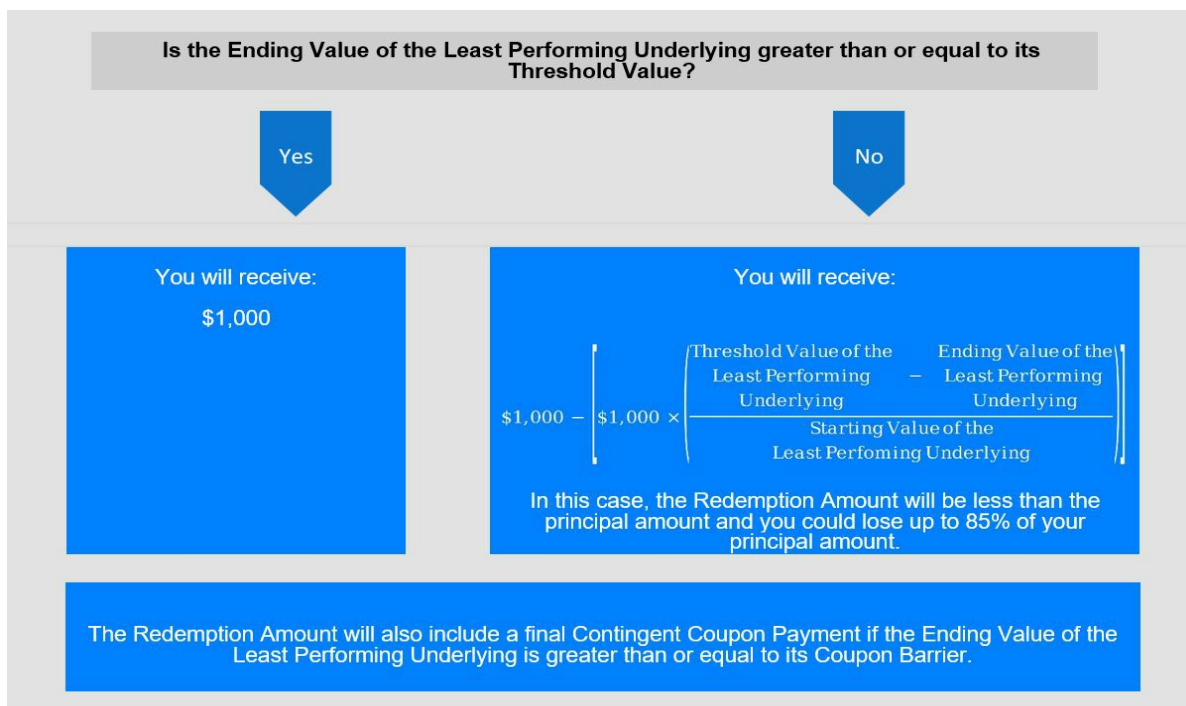 Is the Ending Value of the Least Performing Underlying greater than or equal to its
Threshold Value?
Yes
No
You will receive:
$1,000
You will receive:
Threshold Value of the Ending Value of the
Least Performing − Least Performing
Underlying Underlying
$1,000 − [$1,000 × ( )]
Starting Value of the
Least Perfoming Underlying
In this case, the Redemption Amount will be less than the
principal amount and you could lose up to 85% of your
principal amount.
The Redemption Amount will also include a final Contingent Coupon Payment if the Ending Value of the
Least Performing Underlying is greater than or equal to its Coupon Barrier.